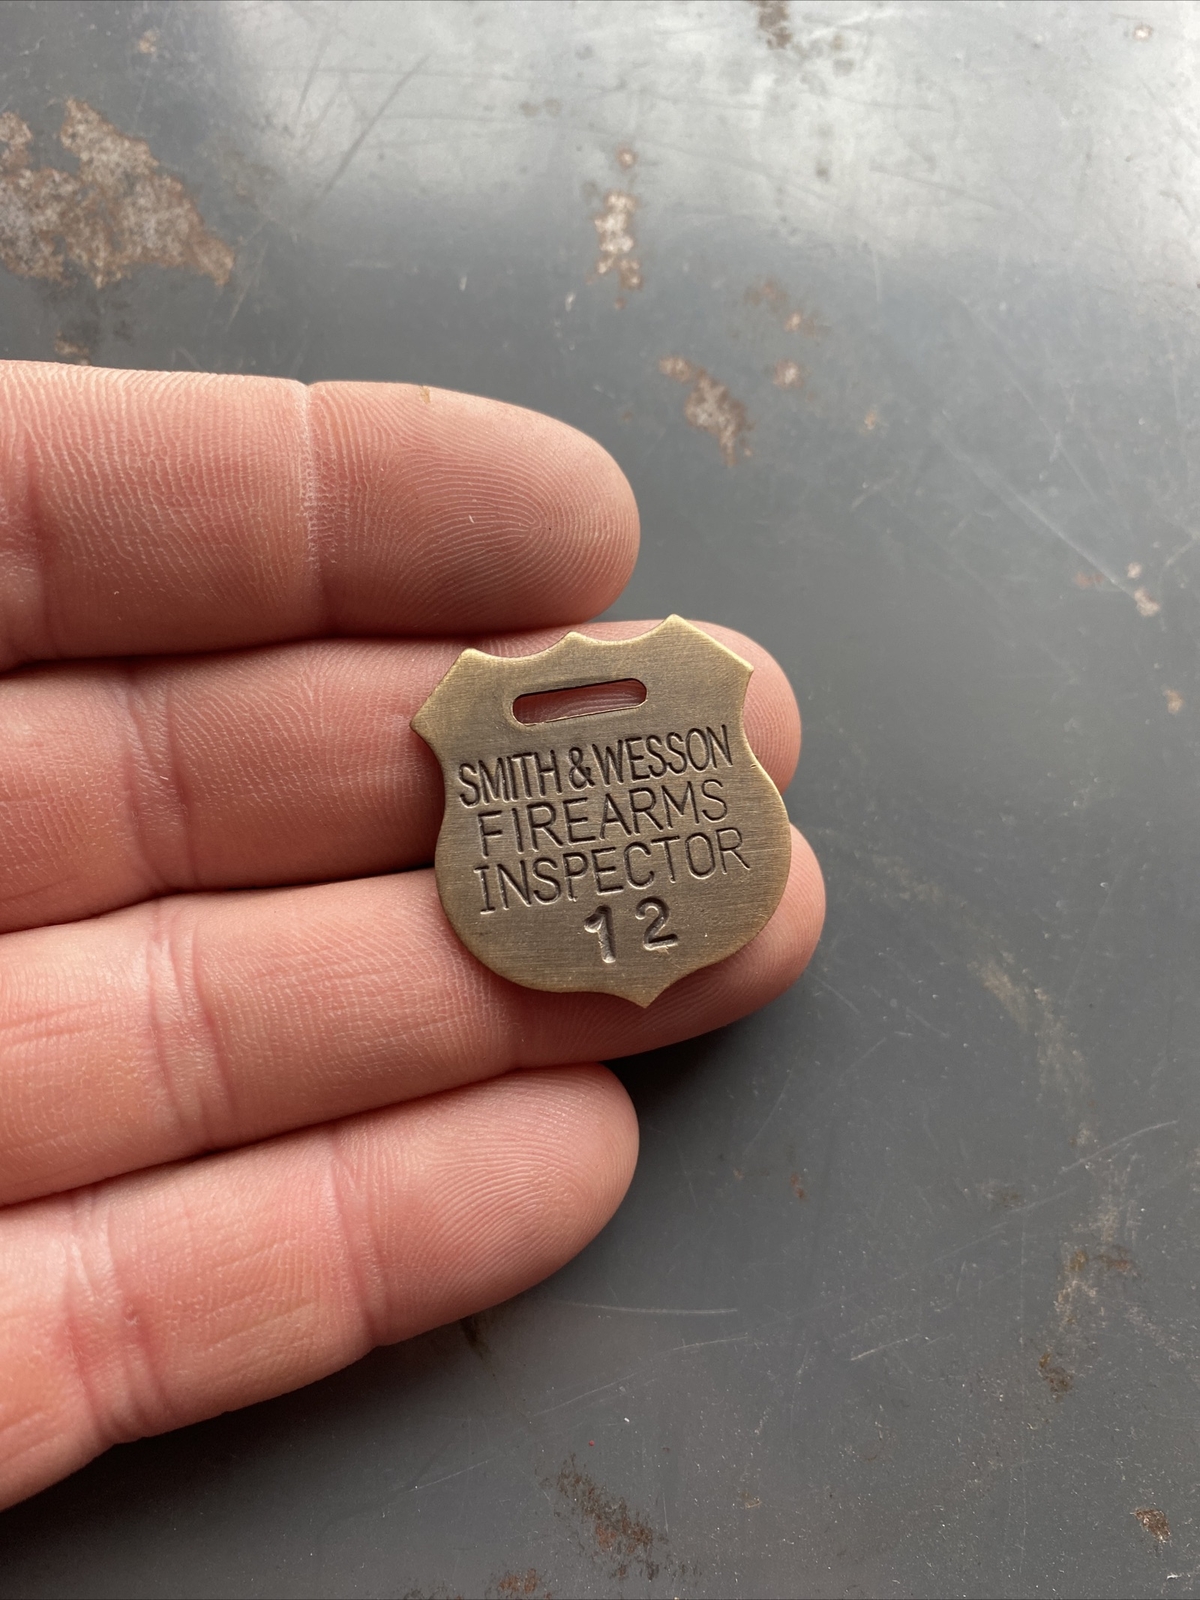 SMITH & WESSON
FIREARMS
INSPECTOR
12